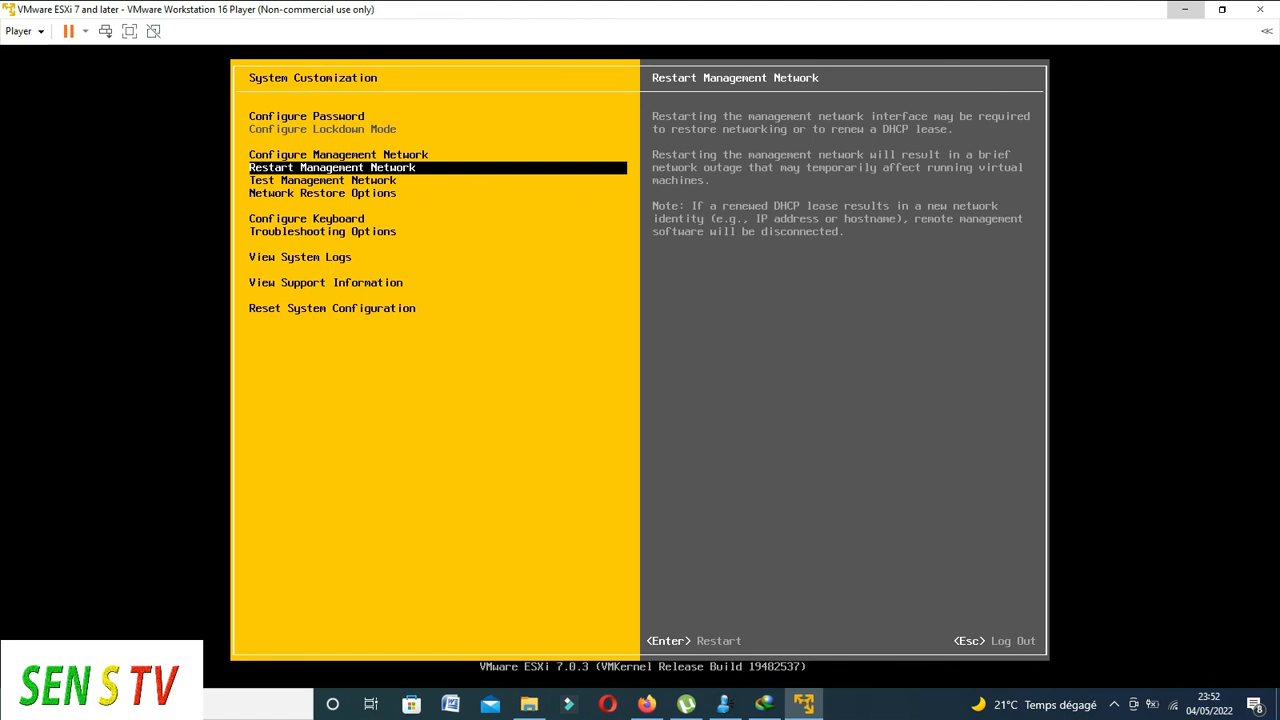 VMware ESXi 7 and later - VMware Workstation 16 Player (Non-commercial use only)
Player
System Customization
Configure Password
Configure Lockdown Mode
Configure Management Network
Restart Management Network
Test Management Network
Network Restore Options
Configure Keyboard
Troubleshooting Options
View System Logs
View Support Information
Reset System Configuration
Restart Management Network
Restarting the management network interface may be required
to restore networking or to renew a DHCP lease.
Restarting the management network will result in a brief
network outage that may temporarily affect running virtual
machines.
Note: If a renewed DHCP lease results in a new network
identity (e.g., IP address or hostname), remote management
software will be disconnected.
<Enter> Restart
<Esc> Log Out
VMware ESXi 7.0.3 (VMKernel Release Build 19482537)
SEN S TV
21°C Temps dégagé
23:52
04/05/2022
8